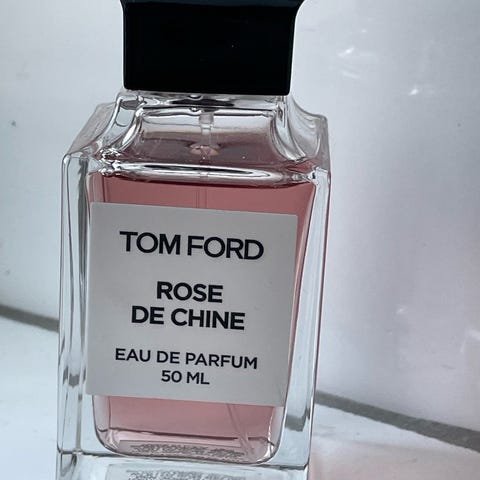 TOM FORD
ROSE
DE CHINE
EAU DE PARFUM
50 ML